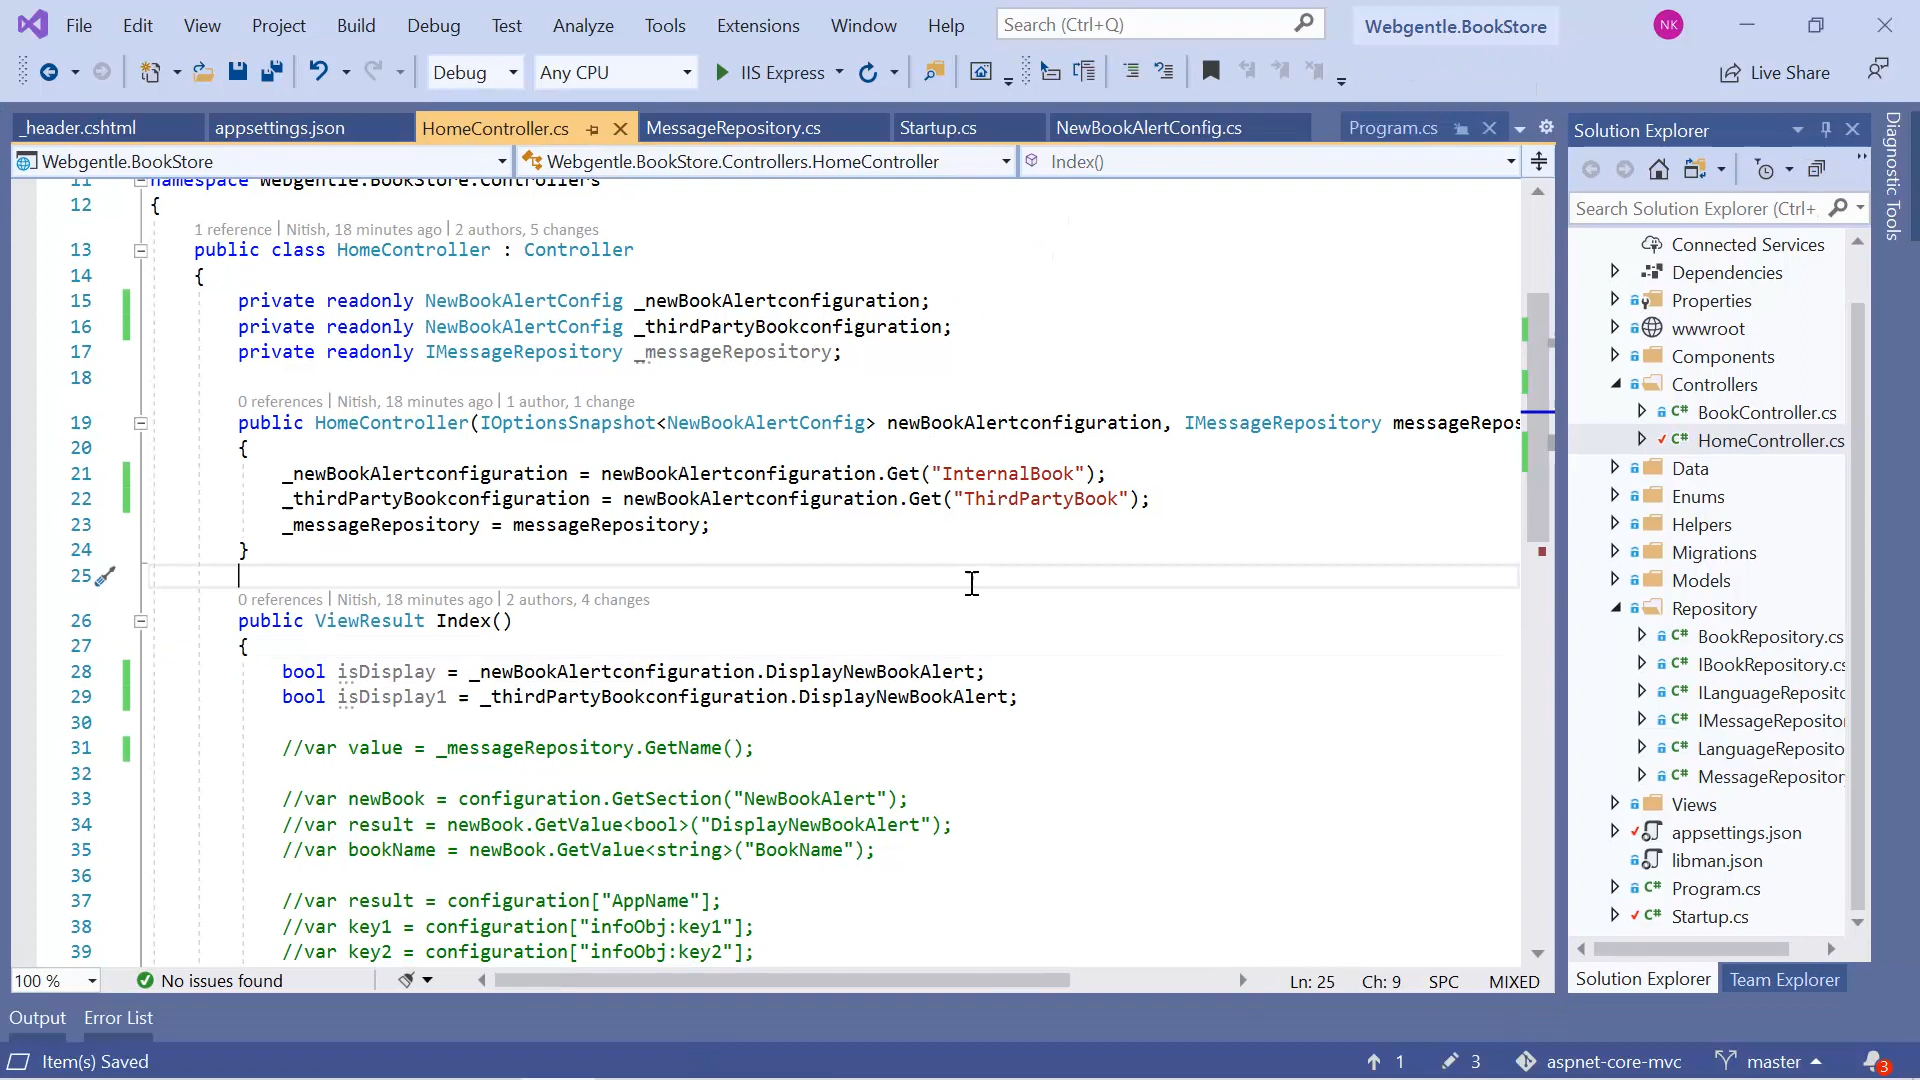 File Edit View Project Build Debug Test Analyze Tools Extensions Window Help Search (Ctrl+Q) Webgentle.BookStore NK
Debug Any CPU IIS Express Live Share
_header.cshtml appsettings.json HomeController.cs MessageRepository.cs Startup.cs NewBookAlertConfig.cs Program.cs
Webgentle.BookStore Webgentle.BookStore.Controllers.HomeController Index()
11 namespace Webgentle.BookStore.Controllers
12 {
1 reference | Nitish, 18 minutes ago | 2 authors, 5 changes
13 public class HomeController : Controller
14 {
15 private readonly NewBookAlertConfig _newBookAlertconfiguration;
16 private readonly NewBookAlertConfig _thirdPartyBookconfiguration;
17 private readonly IMessageRepository _messageRepository;
18
0 references | Nitish, 18 minutes ago | 1 author, 1 change
19 public HomeController(IOptionsSnapshot<NewBookAlertConfig> newBookAlertconfiguration, IMessageRepository messageRepos
20 {
21 _newBookAlertconfiguration = newBookAlertconfiguration.Get("InternalBook");
22 _thirdPartyBookconfiguration = newBookAlertconfiguration.Get("ThirdPartyBook");
23 _messageRepository = messageRepository;
24 }
25
0 references | Nitish, 18 minutes ago | 2 authors, 4 changes
26 public ViewResult Index()
27 {
28 bool isDisplay = _newBookAlertconfiguration.DisplayNewBookAlert;
29 bool isDisplay1 = _thirdPartyBookconfiguration.DisplayNewBookAlert;
30
31 //var value = _messageRepository.GetName();
32
33 //var newBook = configuration.GetSection("NewBookAlert");
34 //var result = newBook.GetValue<bool>("DisplayNewBookAlert");
35 //var bookName = newBook.GetValue<string>("BookName");
36
37 //var result = configuration["AppName"];
38 //var key1 = configuration["infoObj:key1"];
39 //var key2 = configuration["infoObj:key2"];
100 % No issues found Ln: 25 Ch: 9 SPC MIXED
Solution Explorer
Search Solution Explorer (Ctrl+
Connected Services
Dependencies
Properties
wwwroot
Components
Controllers
C# BookController.cs
C# HomeController.cs
Data
Enums
Helpers
Migrations
Models
Repository
C# BookRepository.cs
C# IBookRepository.cs
C# ILanguageReposito
C# IMessageRepositor
C# LanguageReposito
C# MessageRepositor
Views
appsettings.json
libman.json
C# Program.cs
C# Startup.cs
Solution Explorer Team Explorer
Diagnostic Tools
Output Error List
Item(s) Saved 1 3 aspnet-core-mvc master 3